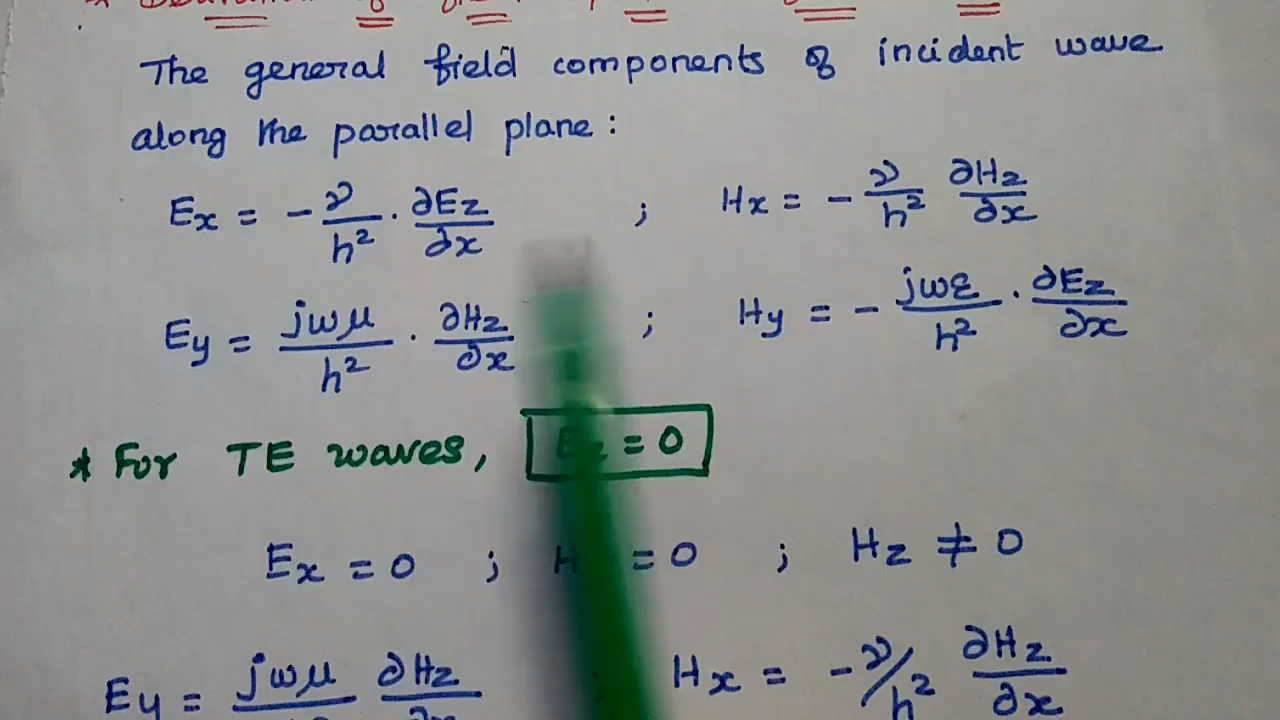 The general field components of incident wave
along the parallel plane :
Ex = - γ/h² . ∂Ez/∂x ; Hx = - γ/h² ∂Hz/∂x
Ey = jωμ/h² . ∂Hz/∂x ; Hy = - jωε/h² . ∂Ez/∂x
* For TE waves, Ez = 0
Ex = 0 ; H = 0 ; Hz ≠ 0
Ey = jωμ ∂Hz ; Hx = - γ/h² ∂Hz/∂x